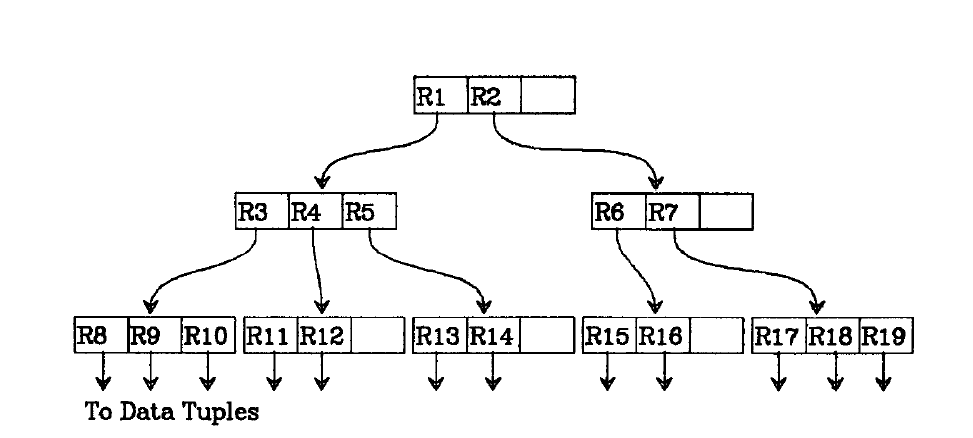 R1 R2
R3 R4 R5 R6 R7
R8 R9 R10 R11 R12 R13 R14 R15 R16 R17 R18 R19
To Data Tuples